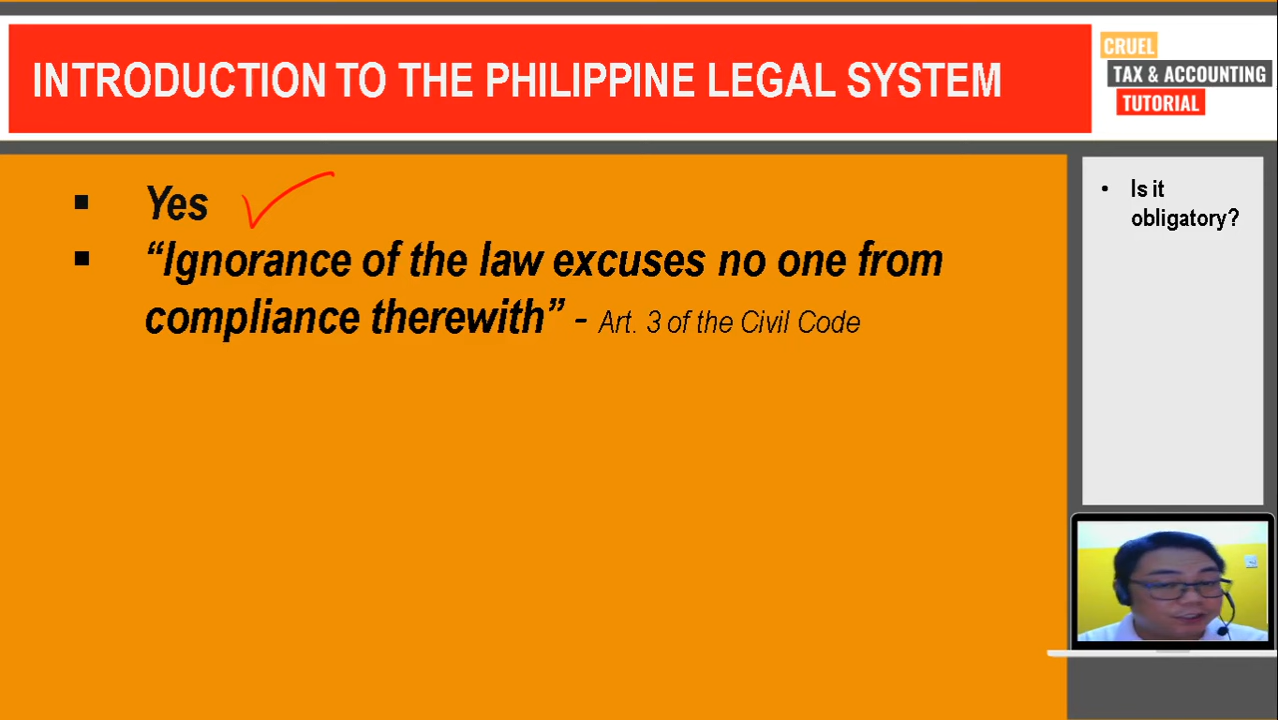 INTRODUCTION TO THE PHILIPPINE LEGAL SYSTEM
CRUEL
TAX & ACCOUNTING
TUTORIAL
▪ Yes
▪ “Ignorance of the law excuses no one from
compliance therewith” - Art. 3 of the Civil Code
• Is it
obligatory?